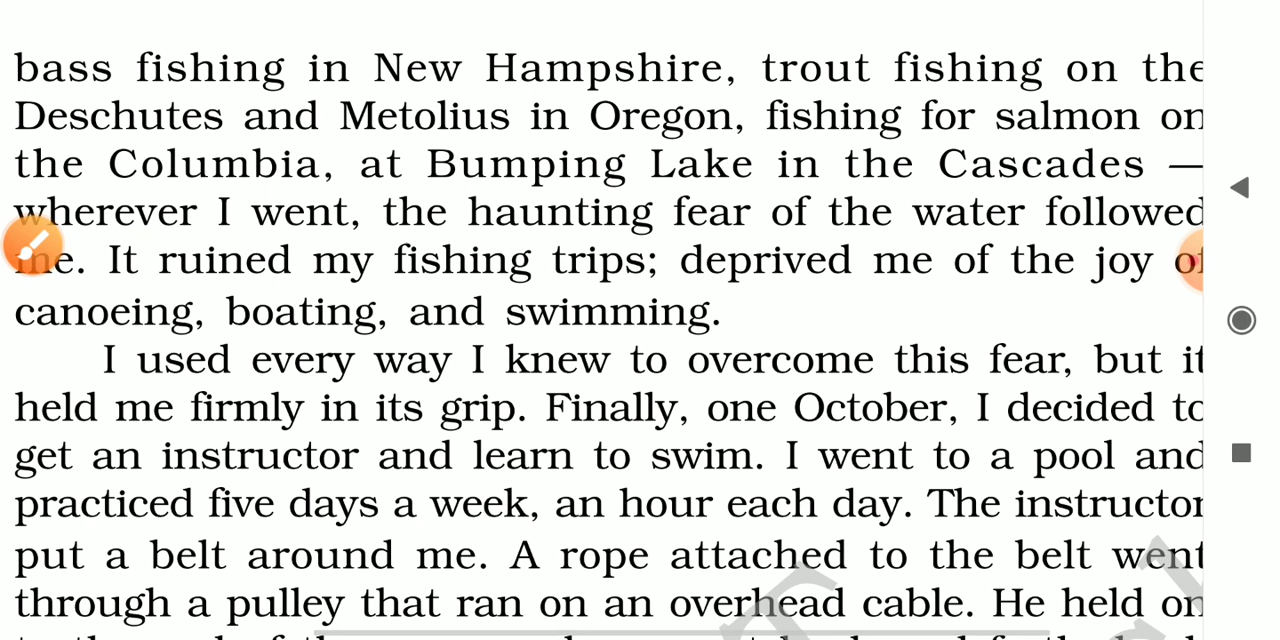 bass fishing in New Hampshire, trout fishing on the
Deschutes and Metolius in Oregon, fishing for salmon on
the Columbia, at Bumping Lake in the Cascades —
wherever I went, the haunting fear of the water followed
me. It ruined my fishing trips; deprived me of the joy of
canoeing, boating, and swimming.
I used every way I knew to overcome this fear, but it
held me firmly in its grip. Finally, one October, I decided to
get an instructor and learn to swim. I went to a pool and
practiced five days a week, an hour each day. The instructor
put a belt around me. A rope attached to the belt went
through a pulley that ran on an overhead cable. He held on